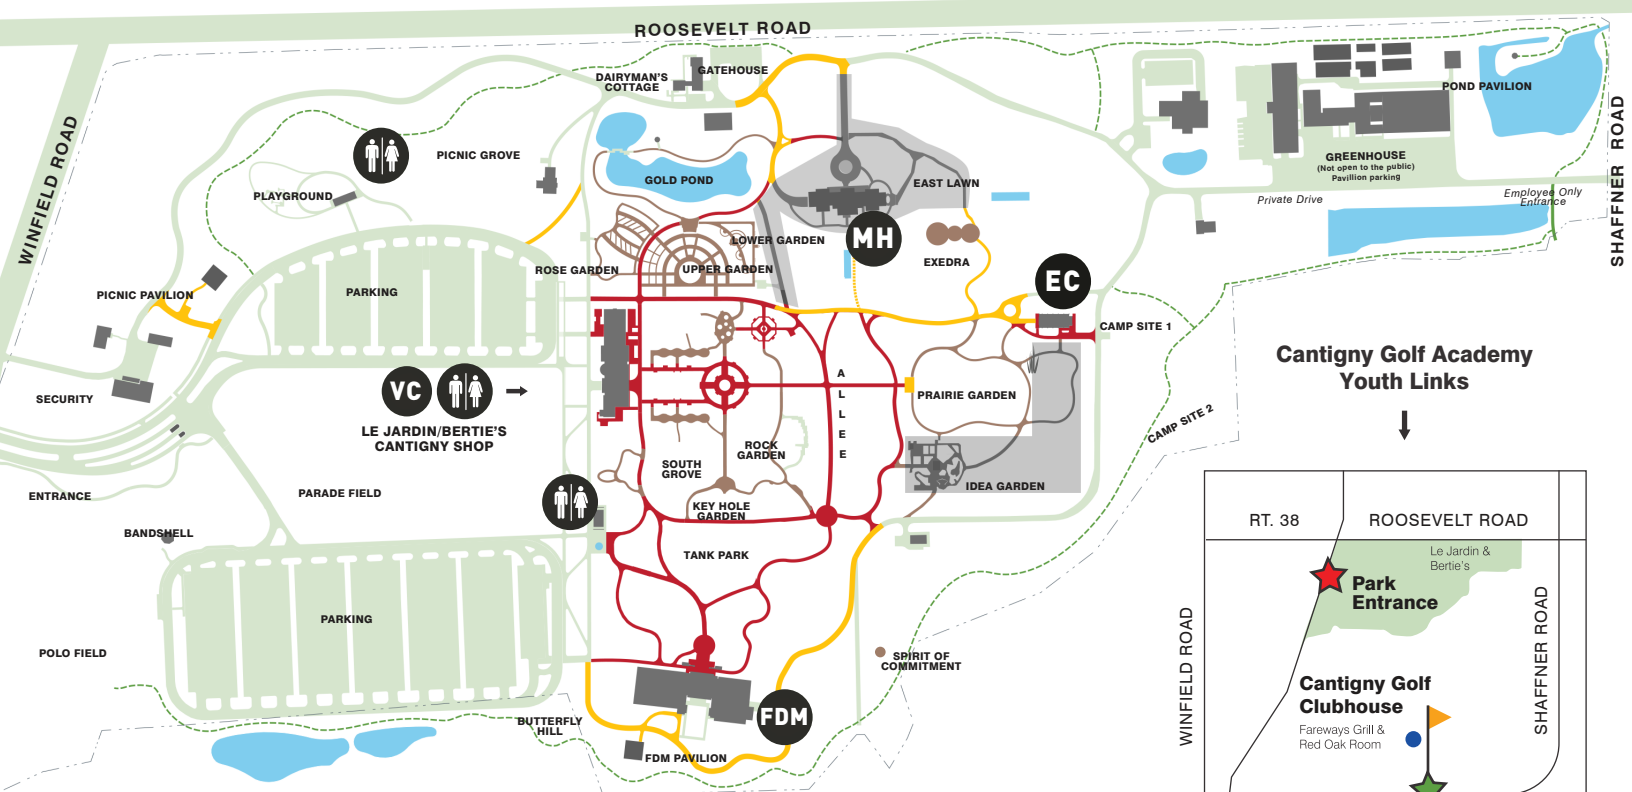 ROOSEVELT ROAD
WINFIELD ROAD
SHAFFNER ROAD
DAIRYMAN'S
COTTAGE
GATEHOUSE
POND PAVILION
PICNIC GROVE
PLAYGROUND
GOLD POND
EAST LAWN
GREENHOUSE
(Not open to the public)
Pavillion parking
Private Drive
Employee Only
Entrance
LOWER GARDEN
MH
EXEDRA
ROSE GARDEN
UPPER GARDEN
EC
PICNIC PAVILION
PARKING
CAMP SITE 1
SECURITY
VC
LE JARDIN/BERTIE'S
CANTIGNY SHOP
ALLEE
PRAIRIE GARDEN
CAMP SITE 2
ROCK
GARDEN
SOUTH
GROVE
IDEA GARDEN
KEY HOLE
GARDEN
ENTRANCE
PARADE FIELD
BANDSHELL
TANK PARK
PARKING
POLO FIELD
SPIRIT OF
COMMITMENT
FDM
BUTTERFLY
HILL
FDM PAVILION
Cantigny Golf Academy
Youth Links
RT. 38
ROOSEVELT ROAD
Le Jardin &
Bertie's
Park
Entrance
WINFIELD ROAD
SHAFFNER ROAD
Cantigny Golf
Clubhouse
Fareways Grill &
Red Oak Room